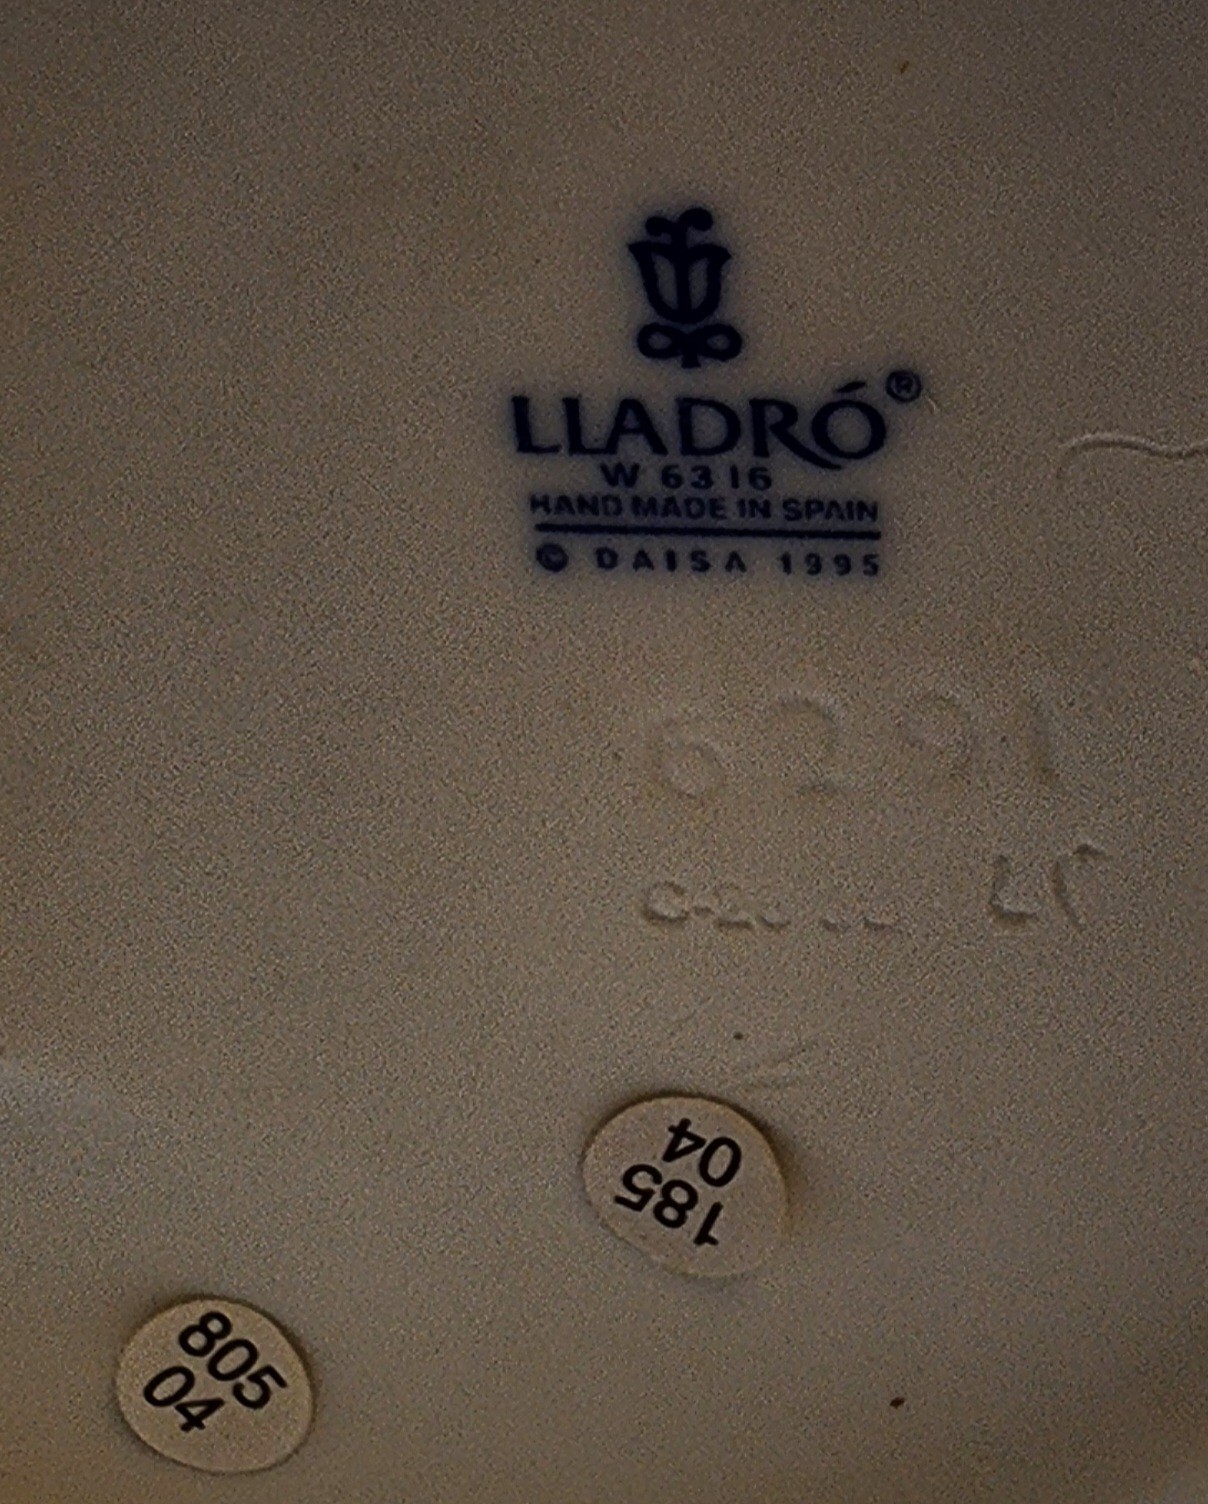 LLADRÓ®
W 6316
HAND MADE IN SPAIN
© DAISA 1995
185
04
805
04